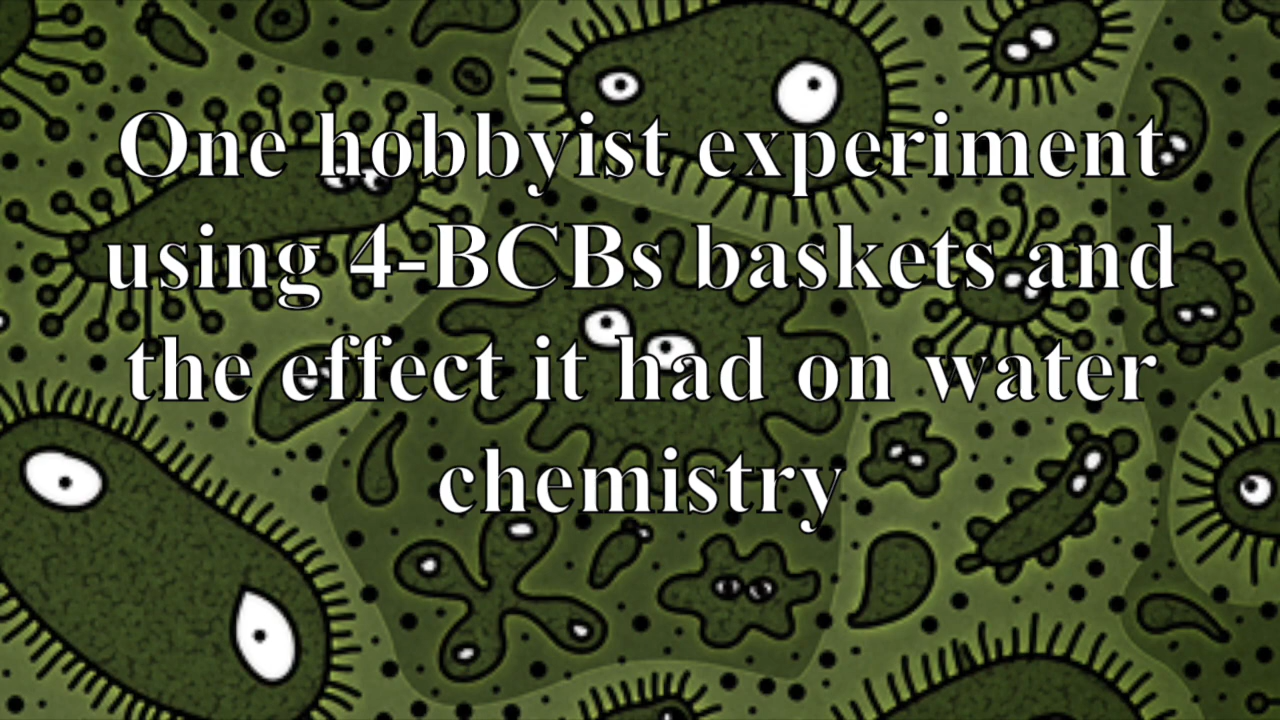 One hobbyist experiment
using 4-BCBs baskets and
the effect it had on water
chemistry